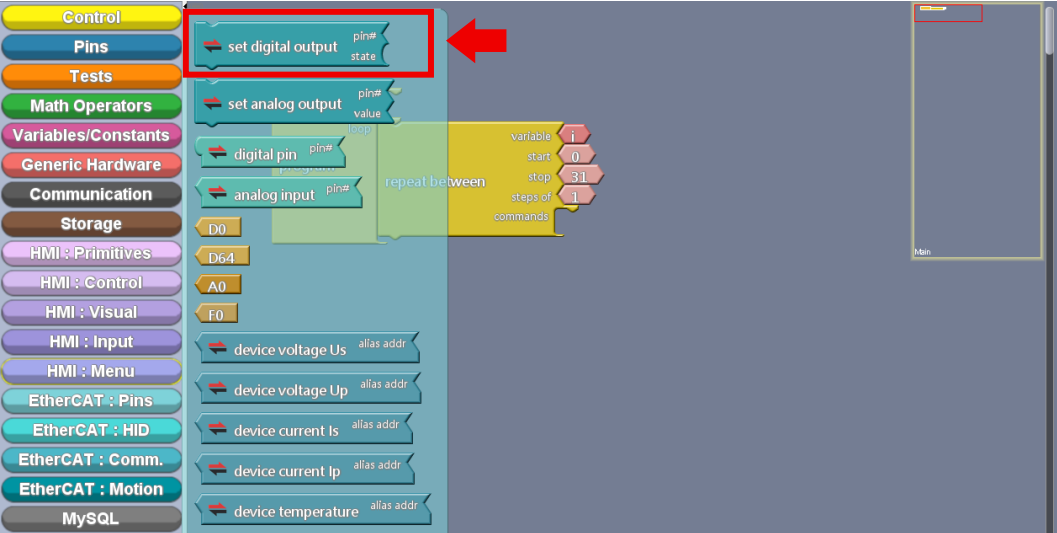 Control
Pins
Tests
Math Operators
Variables/Constants
Generic Hardware
Communication
Storage
HMI : Primitives
HMI : Control
HMI : Visual
HMI : Input
HMI : Menu
EtherCAT : Pins
EtherCAT : HID
EtherCAT : Comm.
EtherCAT : Motion
MySQL
set digital output pin# state
set analog output pin# value
digital pin pin#
analog input pin#
D0
D64
A0
F0
device voltage Us alias addr
device voltage Up alias addr
device current Is alias addr
device current Ip alias addr
device temperature alias addr
loop
program
repeat between
variable i
start 0
stop 31
steps of 1
commands
Main